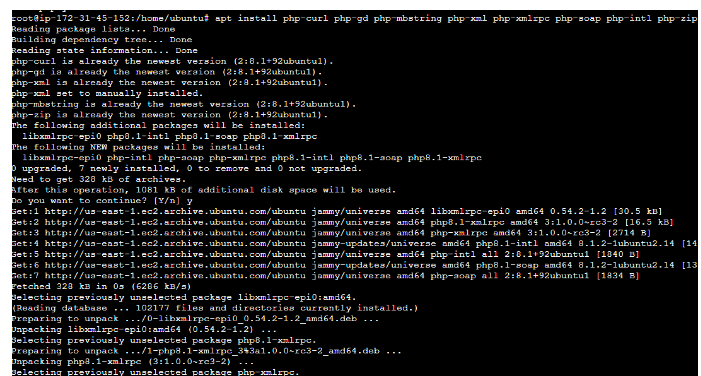 root@ip-172-31-45-152:/home/ubuntu# apt install php-curl php-gd php-mbstring php-xml php-xmlrpc php-soap php-intl php-zip
Reading package lists... Done
Building dependency tree... Done
Reading state information... Done
php-curl is already the newest version (2:8.1+92ubuntu1).
php-gd is already the newest version (2:8.1+92ubuntu1).
php-xml is already the newest version (2:8.1+92ubuntu1).
php-xml set to manually installed.
php-mbstring is already the newest version (2:8.1+92ubuntu1).
php-zip is already the newest version (2:8.1+92ubuntu1).
The following additional packages will be installed:
  libxmlrpc-epi0 php8.1-intl php8.1-soap php8.1-xmlrpc
The following NEW packages will be installed:
  libxmlrpc-epi0 php-intl php-soap php-xmlrpc php8.1-intl php8.1-soap php8.1-xmlrpc
0 upgraded, 7 newly installed, 0 to remove and 0 not upgraded.
Need to get 328 kB of archives.
After this operation, 1081 kB of additional disk space will be used.
Do you want to continue? [Y/n] y
Get:1 http://us-east-1.ec2.archive.ubuntu.com/ubuntu jammy/universe amd64 libxmlrpc-epi0 amd64 0.54.2-1.2 [30.5 kB]
Get:2 http://us-east-1.ec2.archive.ubuntu.com/ubuntu jammy/universe amd64 php8.1-xmlrpc amd64 3:1.0.0~rc3-2 [16.5 kB]
Get:3 http://us-east-1.ec2.archive.ubuntu.com/ubuntu jammy/universe amd64 php-xmlrpc amd64 3:1.0.0~rc3-2 [2714 B]
Get:4 http://us-east-1.ec2.archive.ubuntu.com/ubuntu jammy-updates/universe amd64 php8.1-intl amd64 8.1.2-1ubuntu2.14 [14
Get:5 http://us-east-1.ec2.archive.ubuntu.com/ubuntu jammy/universe amd64 php-intl all 2:8.1+92ubuntu1 [1840 B]
Get:6 http://us-east-1.ec2.archive.ubuntu.com/ubuntu jammy-updates/universe amd64 php8.1-soap amd64 8.1.2-1ubuntu2.14 [13
Get:7 http://us-east-1.ec2.archive.ubuntu.com/ubuntu jammy/universe amd64 php-soap all 2:8.1+92ubuntu1 [1834 B]
Fetched 328 kB in 0s (6286 kB/s)
Selecting previously unselected package libxmlrpc-epi0:amd64.
(Reading database ... 102177 files and directories currently installed.)
Preparing to unpack .../0-libxmlrpc-epi0_0.54.2-1.2_amd64.deb ...
Unpacking libxmlrpc-epi0:amd64 (0.54.2-1.2) ...
Selecting previously unselected package php8.1-xmlrpc.
Preparing to unpack .../1-php8.1-xmlrpc_3%3a1.0.0~rc3-2_amd64.deb ...
Unpacking php8.1-xmlrpc (3:1.0.0~rc3-2) ...
Selecting previously unselected package php-xmlrpc.